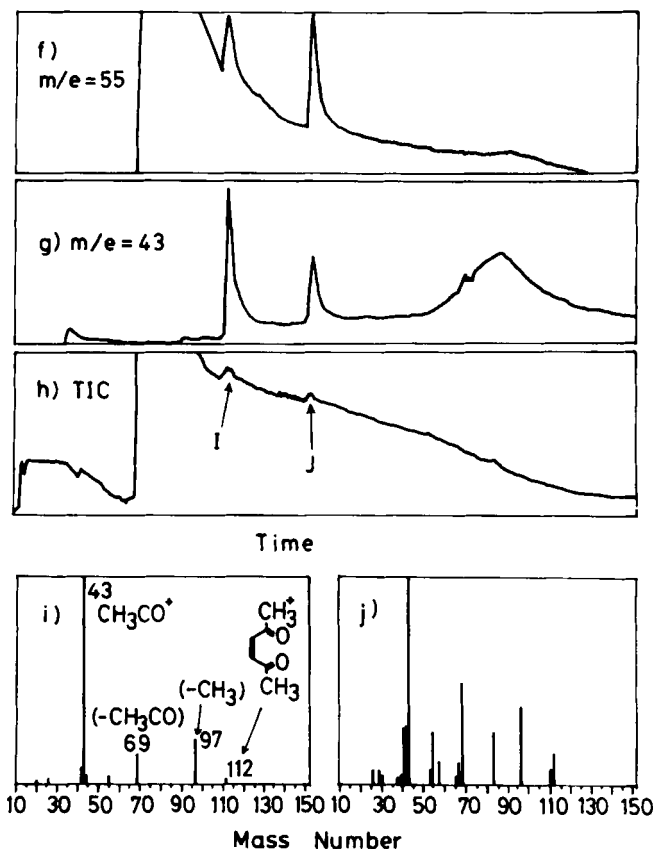 f)
m/e=55
g) m/e=43
h) TIC
I
J
Time
i)
43
CH3CO+
CH3+
O
O
CH3
(-CH3)
(-CH3CO)
69
97
112
10 30 50 70 90 110 130 150
j)
10 30 50 70 90 110 130 150
Mass Number